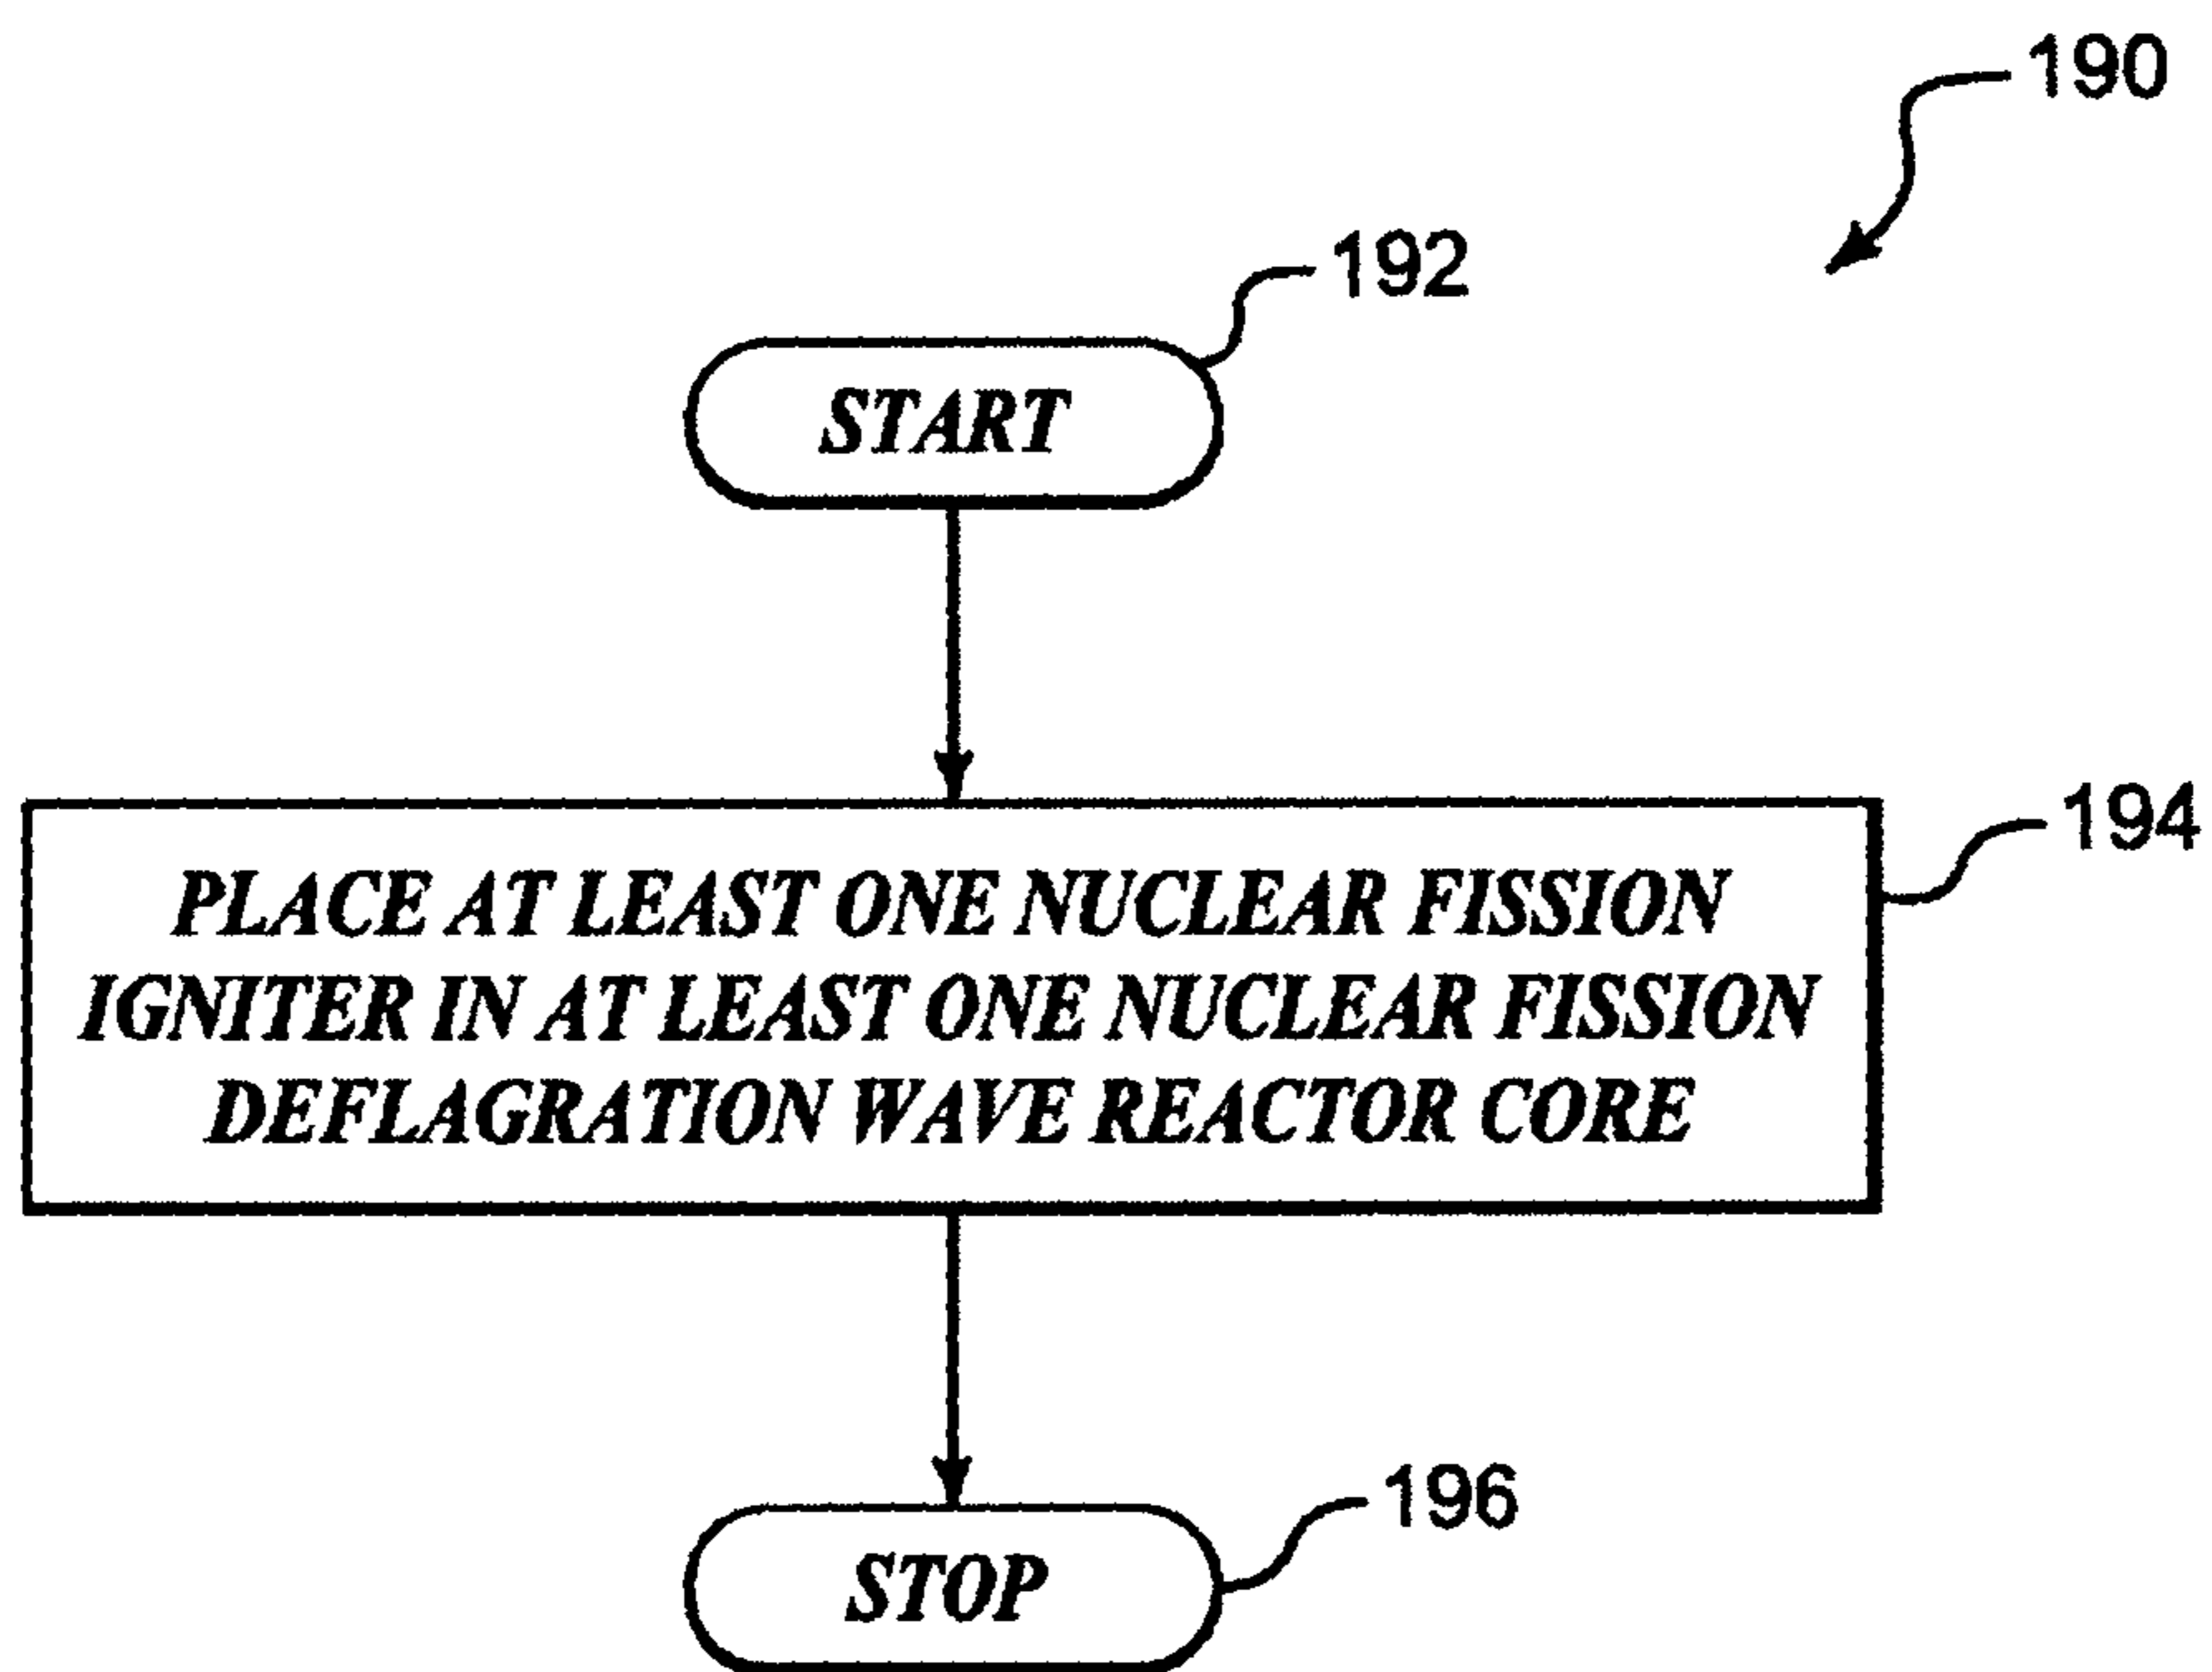 190
192
START
194
PLACE AT LEAST ONE NUCLEAR FISSION
IGNITER IN AT LEAST ONE NUCLEAR FISSION
DEFLAGRATION WAVE REACTOR CORE
196
STOP